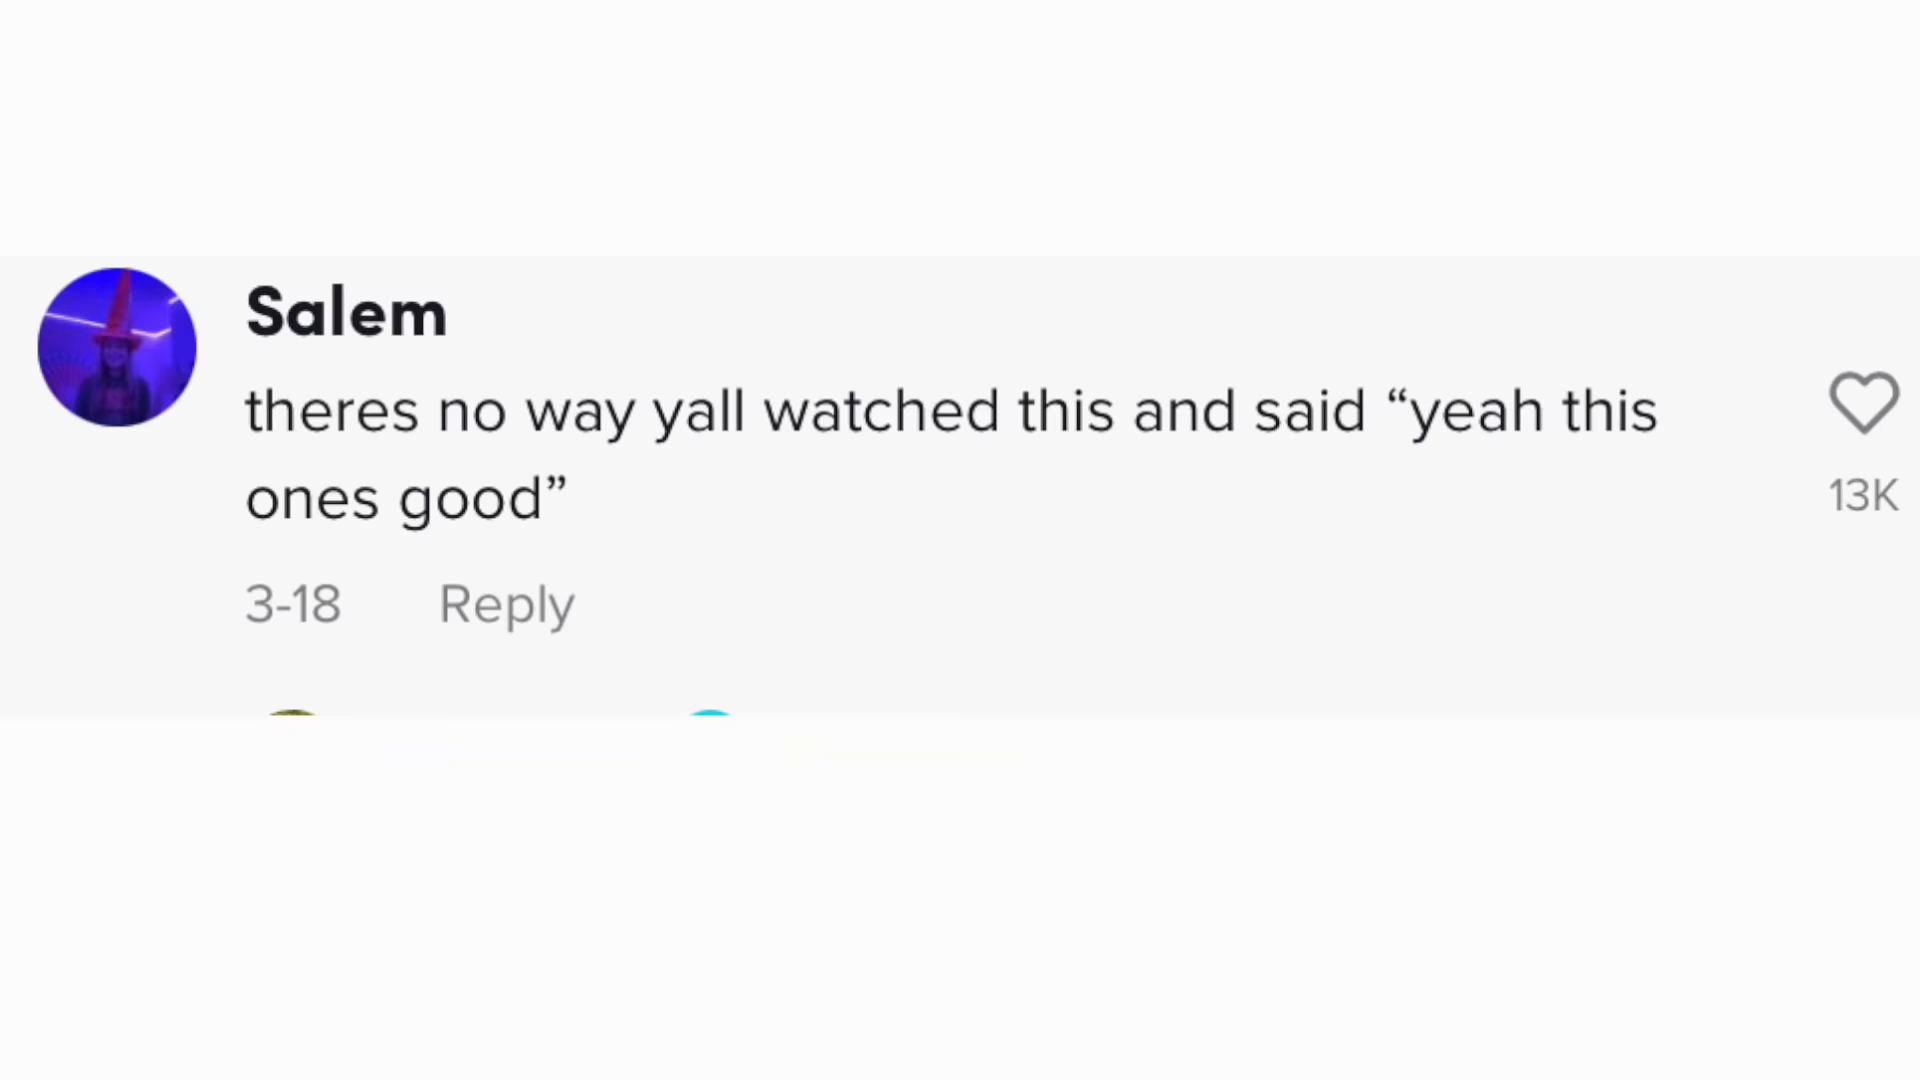 Salem
theres no way yall watched this and said “yeah this
ones good”
13K
3-18 Reply